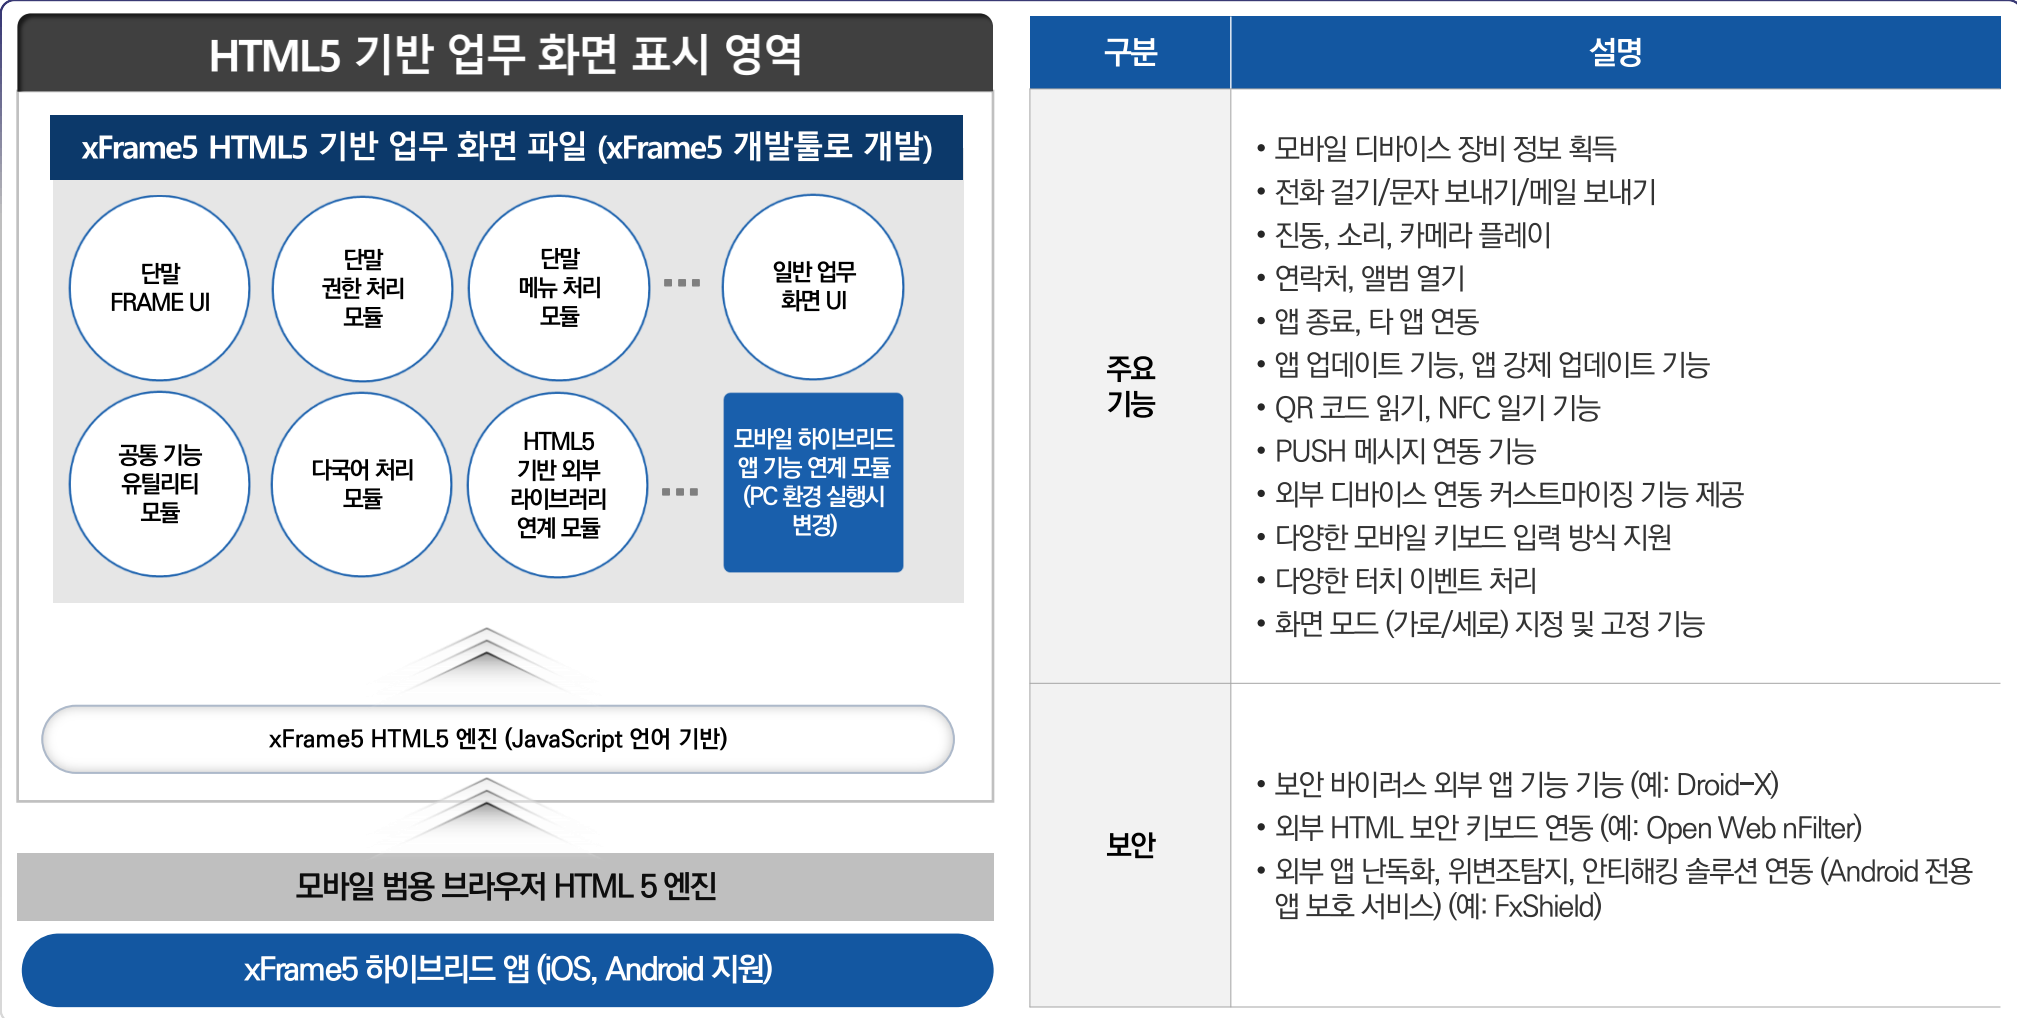 HTML5 기반 업무 화면 표시 영역
xFrame5 HTML5 기반 업무 화면 파일 (xFrame5 개발툴로 개발)
단말
FRAME UI
단말
권한 처리
모듈
단말
메뉴 처리
모듈
일반 업무
화면 UI
공통 기능
유틸리티
모듈
다국어 처리
모듈
HTML5
기반 외부
라이브러리
연계 모듈
모바일 하이브리드
앱 기능 연계 모듈
(PC 환경 실행시
변경)
xFrame5 HTML5 엔진 (JavaScript 언어 기반)
모바일 범용 브라우저 HTML 5 엔진
xFrame5 하이브리드 앱 (iOS, Android 지원)
구분
설명
주요
기능
• 모바일 디바이스 장비 정보 획득
• 전화 걸기/문자 보내기/메일 보내기
• 진동, 소리, 카메라 플레이
• 연락처, 앨범 열기
• 앱 종료, 타 앱 연동
• 앱 업데이트 기능, 앱 강제 업데이트 기능
• QR 코드 읽기, NFC 일기 기능
• PUSH 메시지 연동 기능
• 외부 디바이스 연동 커스트마이징 기능 제공
• 다양한 모바일 키보드 입력 방식 지원
• 다양한 터치 이벤트 처리
• 화면 모드 (가로/세로) 지정 및 고정 기능
보안
• 보안 바이러스 외부 앱 기능 기능 (예: Droid-X)
• 외부 HTML 보안 키보드 연동 (예: Open Web nFilter)
• 외부 앱 난독화, 위변조탐지, 안티해킹 솔루션 연동 (Android 전용
앱 보호 서비스) (예: FxShield)